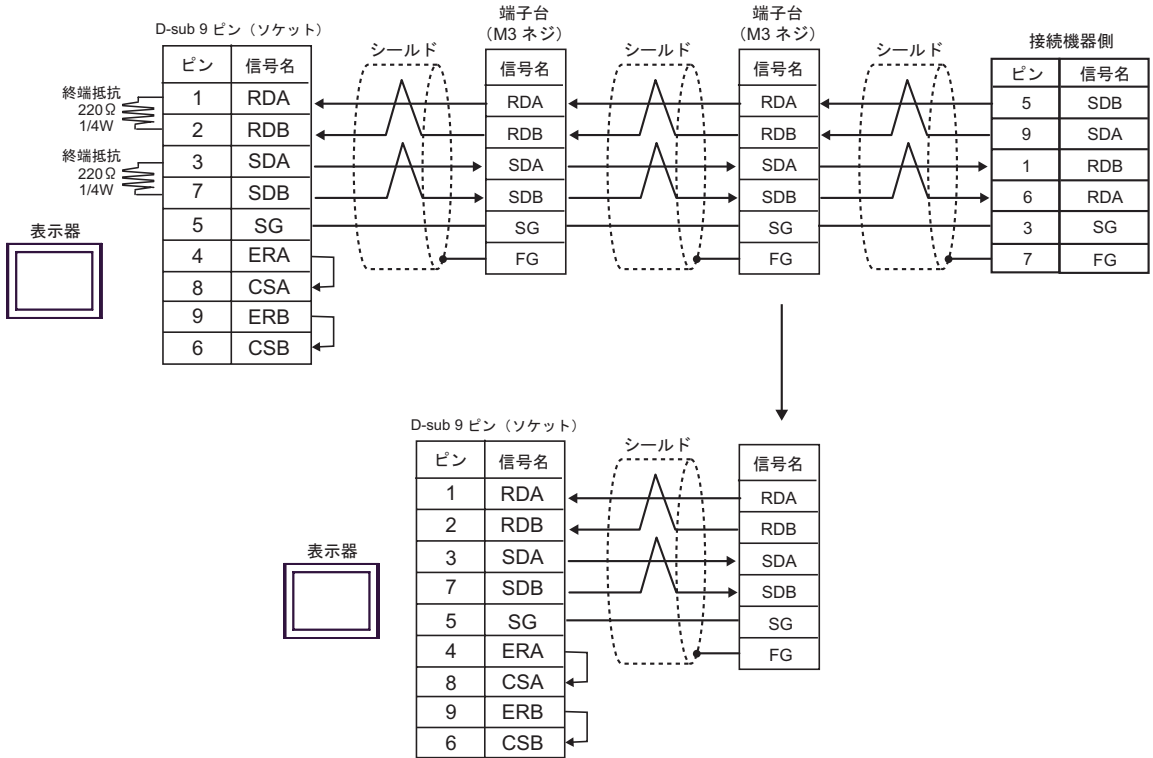 端子台
(M3 ネジ)
端子台
(M3 ネジ)
D-sub 9 ピン（ソケット）
シールド
シールド
シールド
接続機器側
ピン 信号名
1 RDA
2 RDB
3 SDA
7 SDB
5 SG
4 ERA
8 CSA
9 ERB
6 CSB
終端抵抗
220Ω
1/4W
終端抵抗
220Ω
1/4W
表示器
信号名
RDA
RDB
SDA
SDB
SG
FG
信号名
RDA
RDB
SDA
SDB
SG
FG
ピン 信号名
5 SDB
9 SDA
1 RDB
6 RDA
3 SG
7 FG
D-sub 9 ピン（ソケット）
シールド
表示器
ピン 信号名
1 RDA
2 RDB
3 SDA
7 SDB
5 SG
4 ERA
8 CSA
9 ERB
6 CSB
信号名
RDA
RDB
SDA
SDB
SG
FG